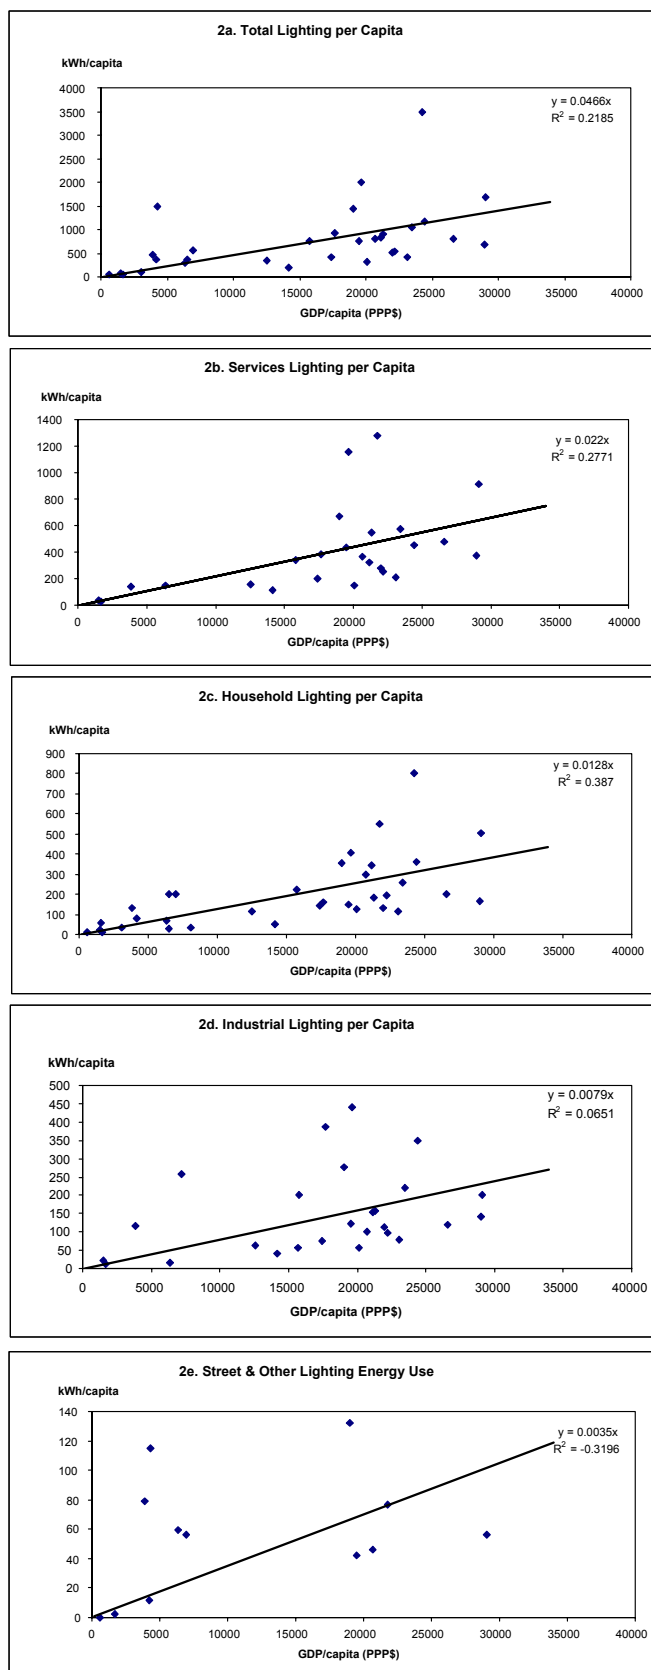 2a. Total Lighting per Capita
kWh/capita
y = 0.0466x
R² = 0.2185
4000
3500
3000
2500
2000
1500
1000
500
0
0 5000 10000 15000 20000 25000 30000 35000 40000
GDP/capita (PPP$)
2b. Services Lighting per Capita
kWh/capita
y = 0.022x
R² = 0.2771
1400
1200
1000
800
600
400
200
0
0 5000 10000 15000 20000 25000 30000 35000 40000
GDP/capita (PPP$)
2c. Household Lighting per Capita
kWh/capita
y = 0.0128x
R² = 0.387
900
800
700
600
500
400
300
200
100
0
0 5000 10000 15000 20000 25000 30000 35000 40000
GDP/capita (PPP$)
2d. Industrial Lighting per Capita
kWh/capita
y = 0.0079x
R² = 0.0651
500
450
400
350
300
250
200
150
100
50
0
0 5000 10000 15000 20000 25000 30000 35000 40000
GDP/capita (PPP$)
2e. Street & Other Lighting Energy Use
kWh/capita
y = 0.0035x
R² = -0.3196
140
120
100
80
60
40
20
0
0 5000 10000 15000 20000 25000 30000 35000 40000
GDP/capita (PPP$)